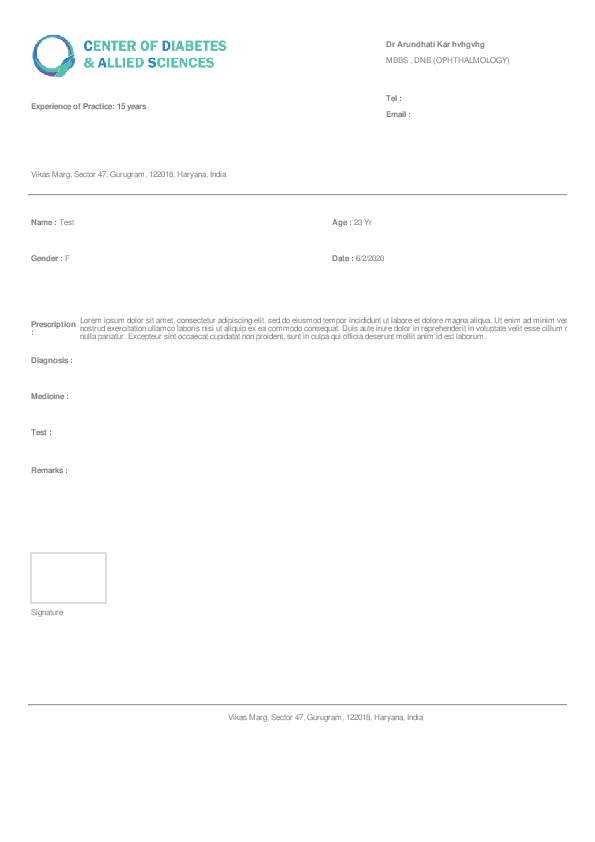 CENTER OF DIABETES
& ALLIED SCIENCES
Dr Arundhati Kar hvhgvhg
MBBS , DNB (OPHTHALMOLOGY)
Experience of Practice: 15 years
Tel :
Email :
Vikas Marg, Sector 47, Gurugram, 122018, Haryana, India
Name : Test
Age : 23 Yr
Gender : F
Date : 6/2/2020
Prescription :
Lorem ipsum dolor sit amet, consectetur adipiscing elit, sed do eiusmod tempor incididunt ut labore et dolore magna aliqua. Ut enim ad minim ver
nostrud exercitation ullamco laboris nisi ut aliquip ex ea commodo consequat. Duis aute irure dolor in reprehenderit in voluptate velit esse cillum
nulla pariatur. Excepteur sint occaecat cupidatat non proident, sunt in culpa qui officia deserunt mollit anim id est laborum.
Diagnosis :
Medicine :
Test :
Remarks :
Signature
Vikas Marg, Sector 47, Gurugram, 122018, Haryana, India